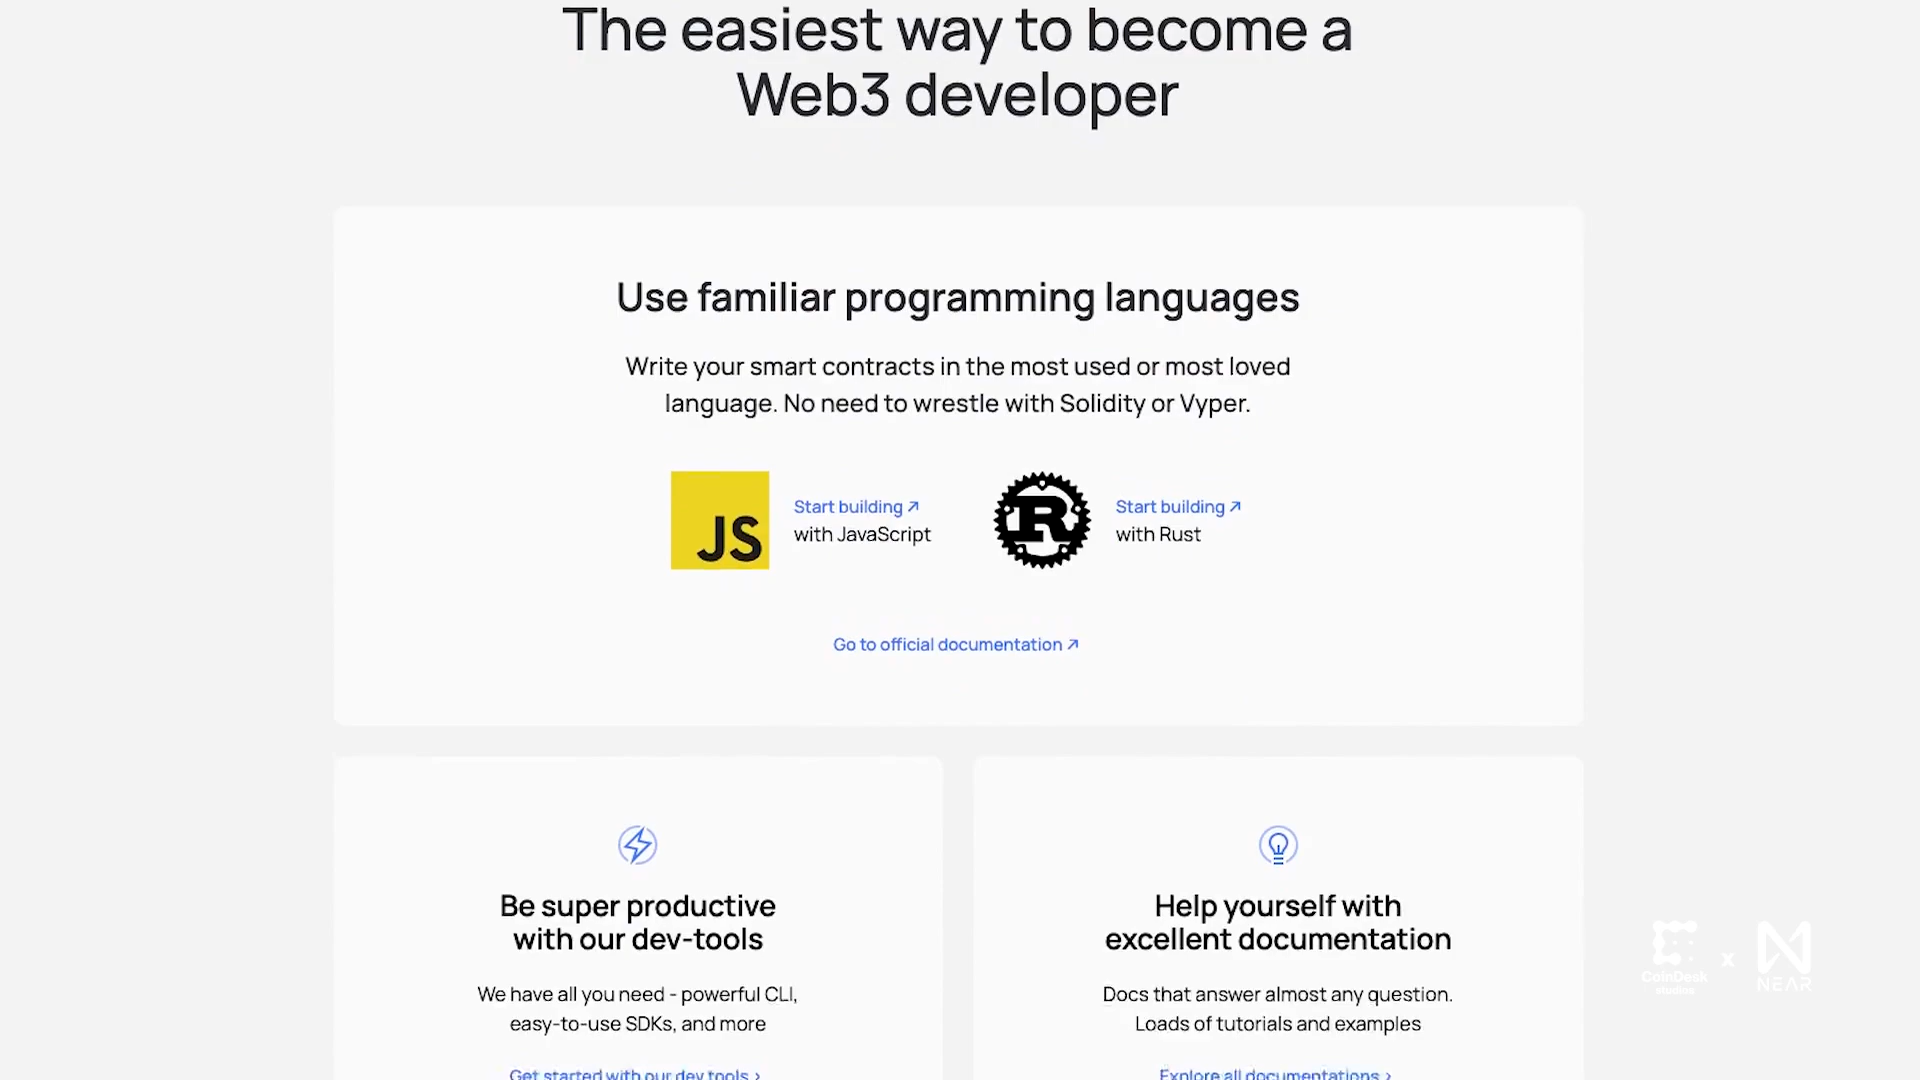 The easiest way to become a
Web3 developer
Use familiar programming languages
Write your smart contracts in the most used or most loved
language. No need to wrestle with Solidity or Vyper.
JS
Start building ↗
with JavaScript
R
Start building ↗
with Rust
Go to official documentation ↗
Be super productive
with our dev-tools
We have all you need - powerful CLI,
easy-to-use SDKs, and more
Get started with our dev tools ›
Help yourself with
excellent documentation
Docs that answer almost any question.
Loads of tutorials and examples
Explore all documentations ›
CoinDesk
studios
x
NEAR